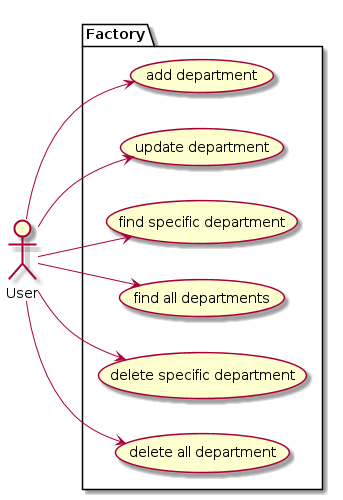 Factory
add department
update department
find specific department
find all departments
User
delete specific department
delete all department